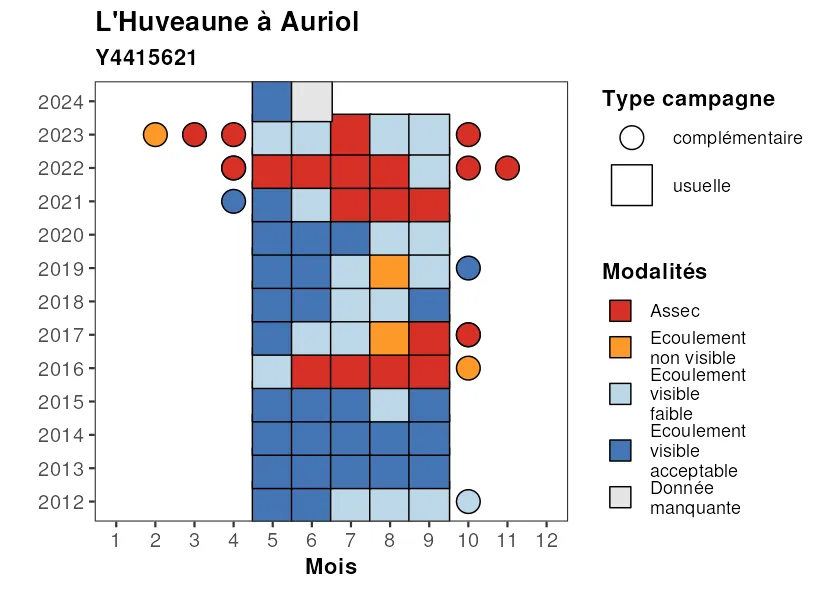 L'Huveaune à Auriol
Y4415621
2024
2023
2022
2021
2020
2019
2018
2017
2016
2015
2014
2013
2012
1 2 3 4 5 6 7 8 9 10 11 12
Mois
Type campagne
complémentaire
usuelle
Modalités
Assec
Ecoulement
non visible
Ecoulement
visible
faible
Ecoulement
visible
acceptable
Donnée
manquante